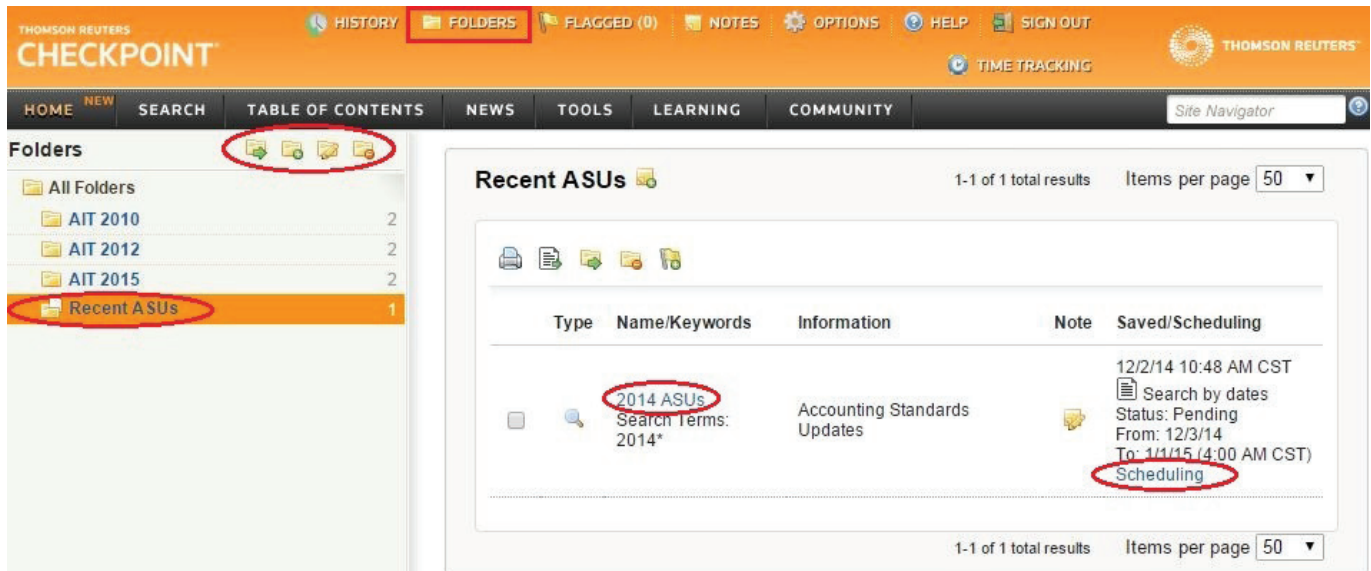 HISTORY FOLDERS FLAGGED (0) NOTES OPTIONS HELP SIGN OUT
THOMSON REUTERS
CHECKPOINT
THOMSON REUTERS
TIME TRACKING
HOME NEW SEARCH TABLE OF CONTENTS NEWS TOOLS LEARNING COMMUNITY Site Navigator
Folders
All Folders
AIT 2010 2
AIT 2012 2
AIT 2015 2
Recent ASUs 1
Recent ASUs 1-1 of 1 total results Items per page 50
Type Name/Keywords Information Note Saved/Scheduling
2014 ASUs
Search Terms:
2014*
Accounting Standards
Updates
12/2/14 10:48 AM CST
Search by dates
Status: Pending
From: 12/3/14
To: 1/1/15 (4:00 AM CST)
Scheduling
1-1 of 1 total results Items per page 50